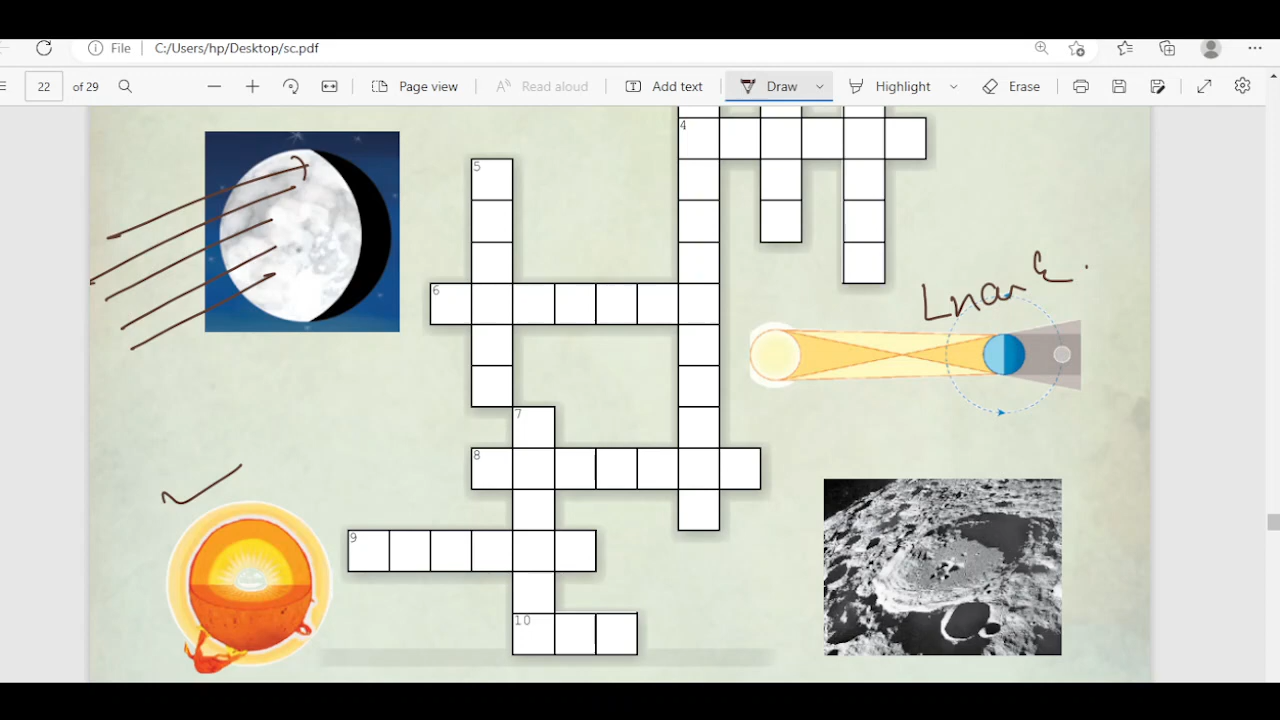 File C:/Users/hp/Desktop/sc.pdf
22 of 29 Page view Read aloud Add text Draw Highlight Erase
4
5
6
Lnar E.
7
8
9
10